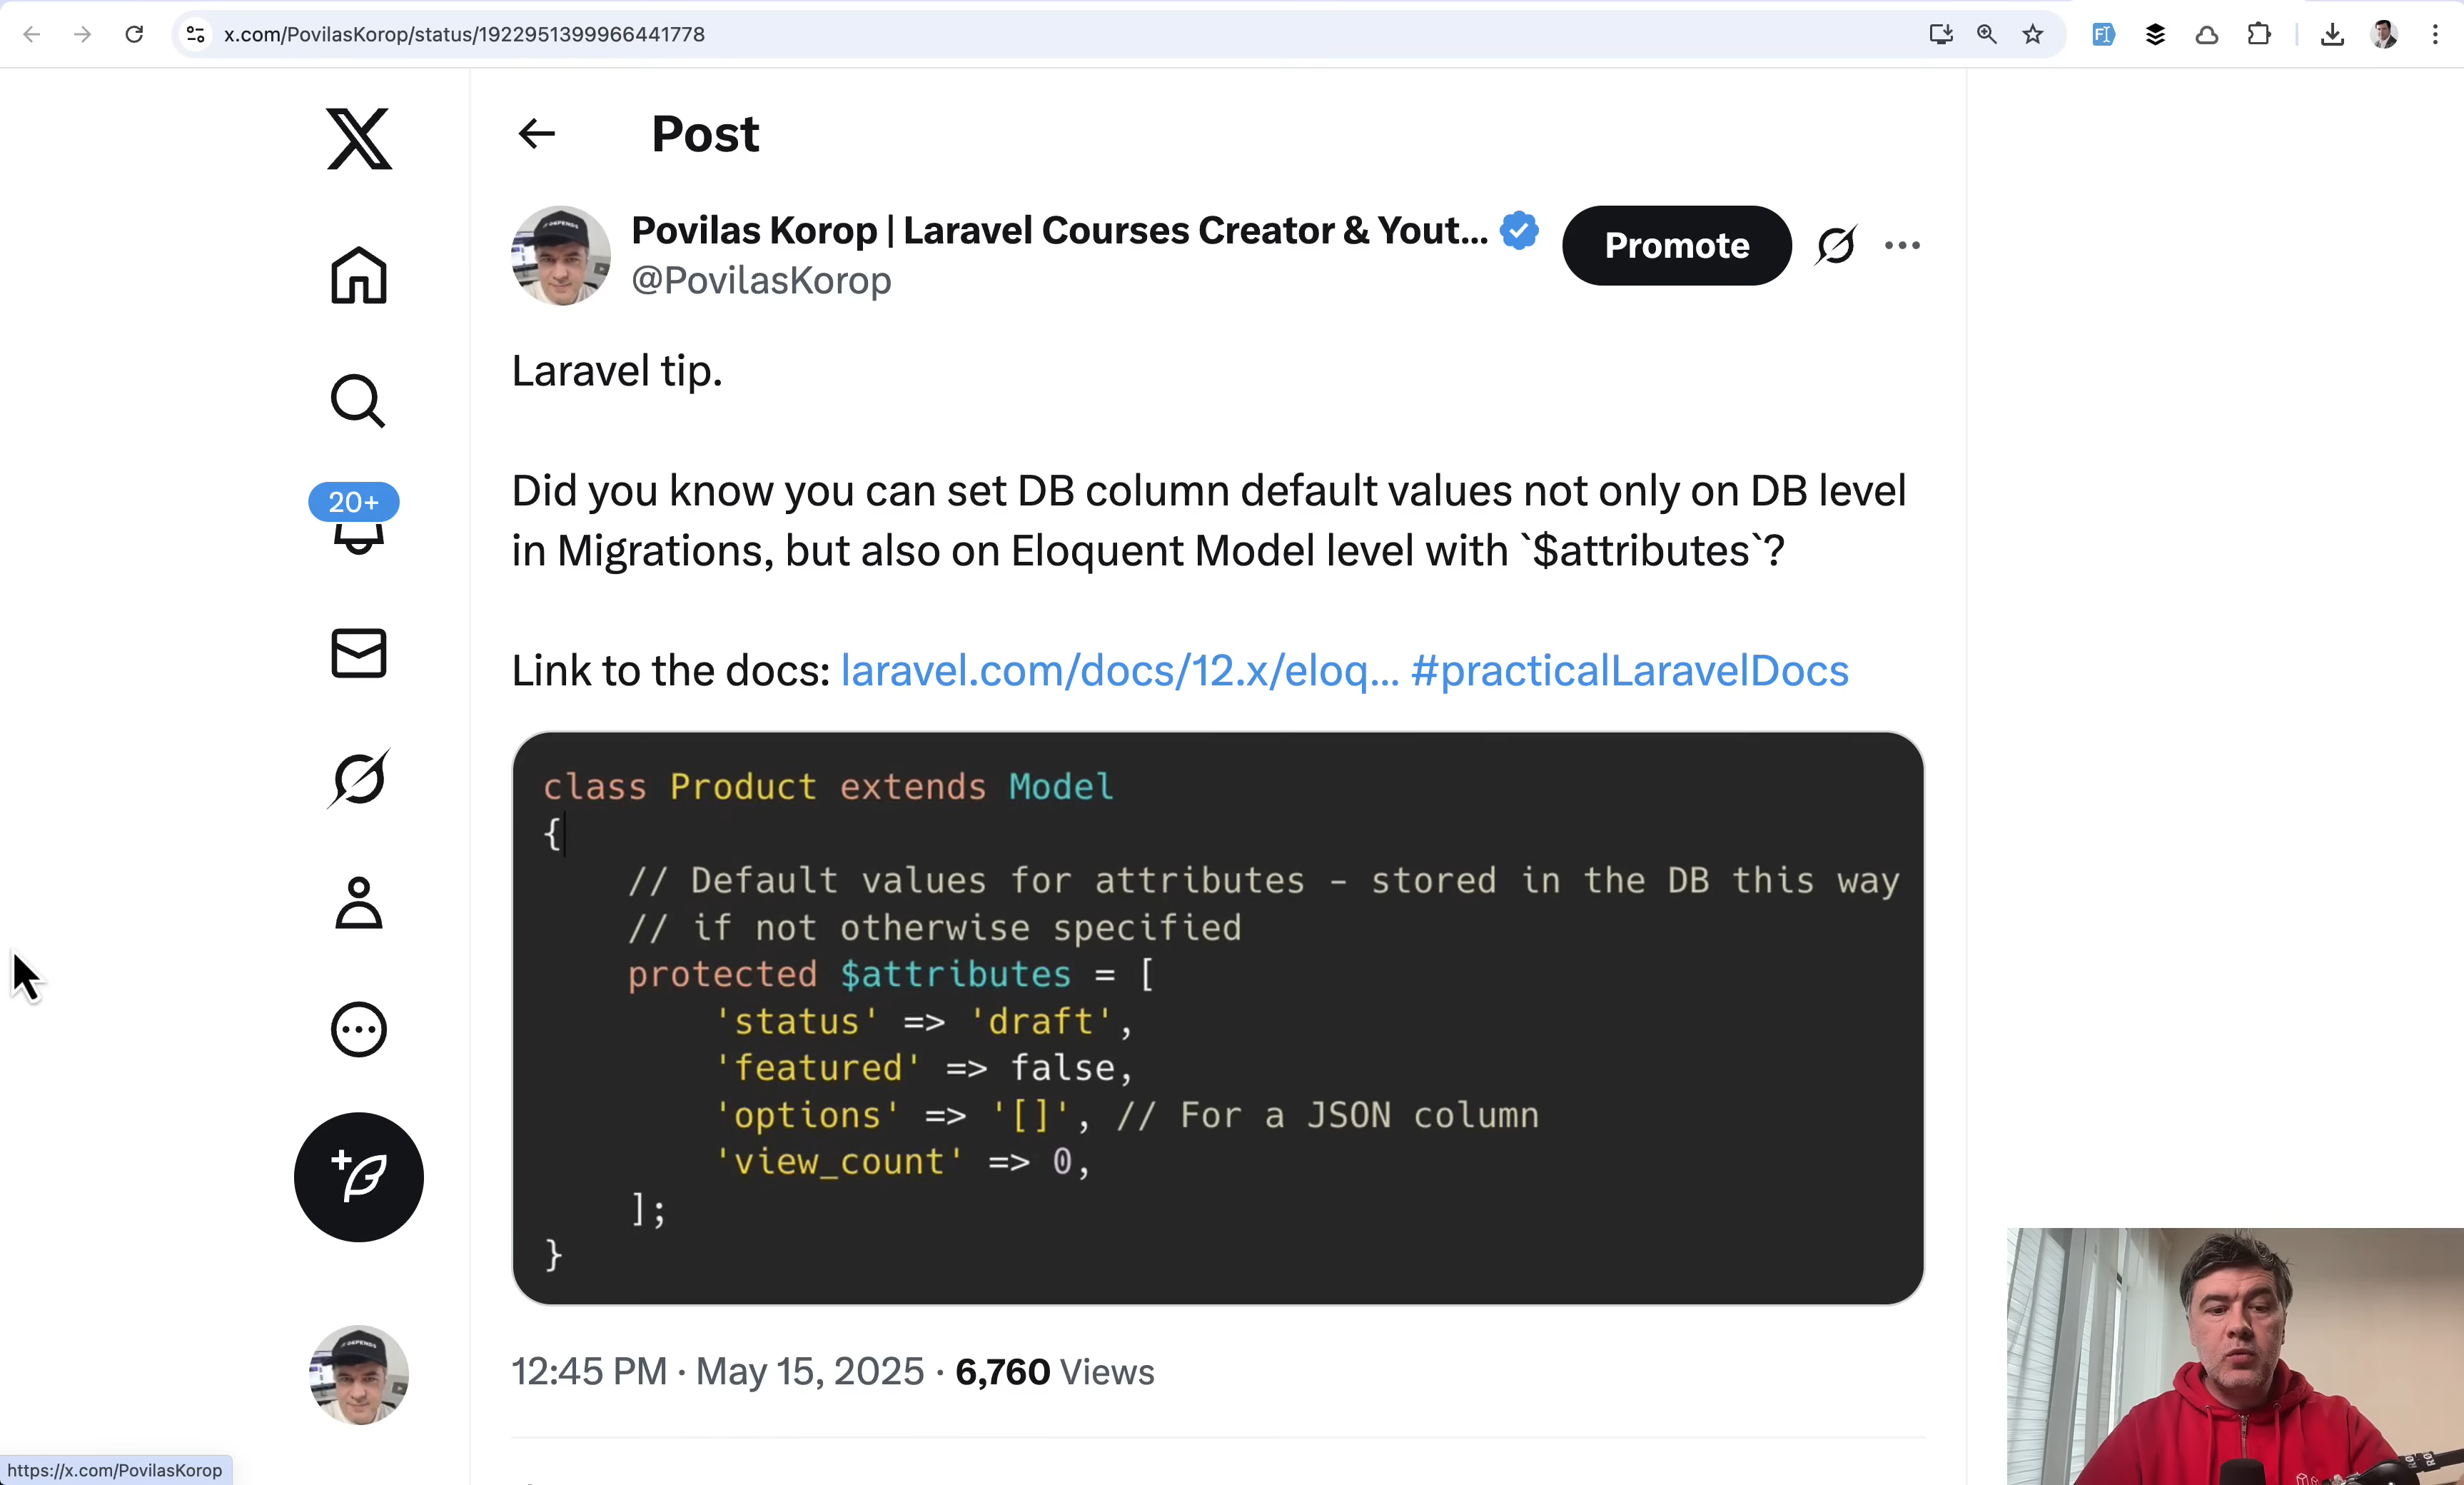 x.com/PovilasKorop/status/1922951399966441778
Post
Povilas Korop | Laravel Courses Creator & Yout...
Promote
@PovilasKorop
Laravel tip.
20+
Did you know you can set DB column default values not only on DB level
in Migrations, but also on Eloquent Model level with `$attributes`?
Link to the docs: laravel.com/docs/12.x/eloq... #practicalLaravelDocs
class Product extends Model
{
// Default values for attributes - stored in the DB this way
// if not otherwise specified
protected $attributes = [
'status' => 'draft',
'featured' => false,
'options' => '[]', // For a JSON column
'view_count' => 0,
];
}
12:45 PM · May 15, 2025 · 6,760 Views
https://x.com/PovilasKorop